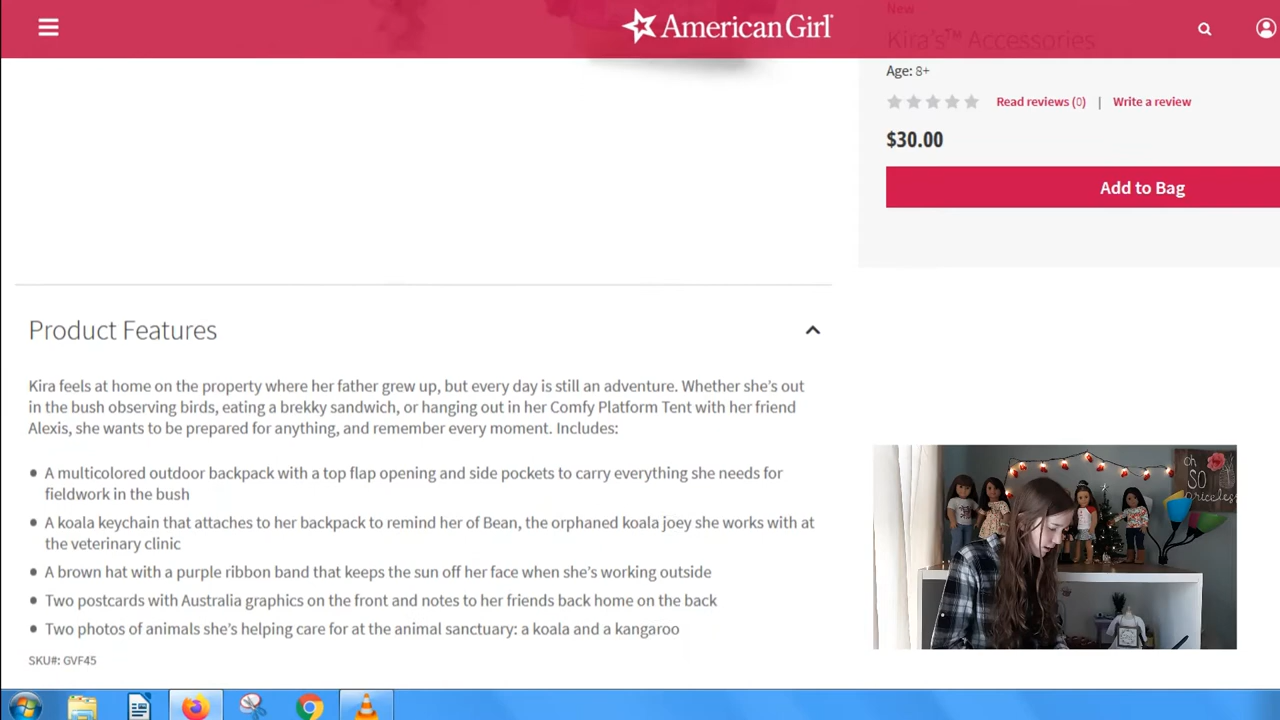 American Girl
New
Kira's™ Accessories
Age: 8+
Read reviews (0) | Write a review
$30.00
Add to Bag
Product Features
Kira feels at home on the property where her father grew up, but every day is still an adventure. Whether she's out
in the bush observing birds, eating a brekky sandwich, or hanging out in her Comfy Platform Tent with her friend
Alexis, she wants to be prepared for anything, and remember every moment. Includes:
A multicolored outdoor backpack with a top flap opening and side pockets to carry everything she needs for
fieldwork in the bush
A koala keychain that attaches to her backpack to remind her of Bean, the orphaned koala joey she works with at
the veterinary clinic
A brown hat with a purple ribbon band that keeps the sun off her face when she's working outside
Two postcards with Australia graphics on the front and notes to her friends back home on the back
Two photos of animals she's helping care for at the animal sanctuary: a koala and a kangaroo
SKU#: GVF45
oh
SO
priceless